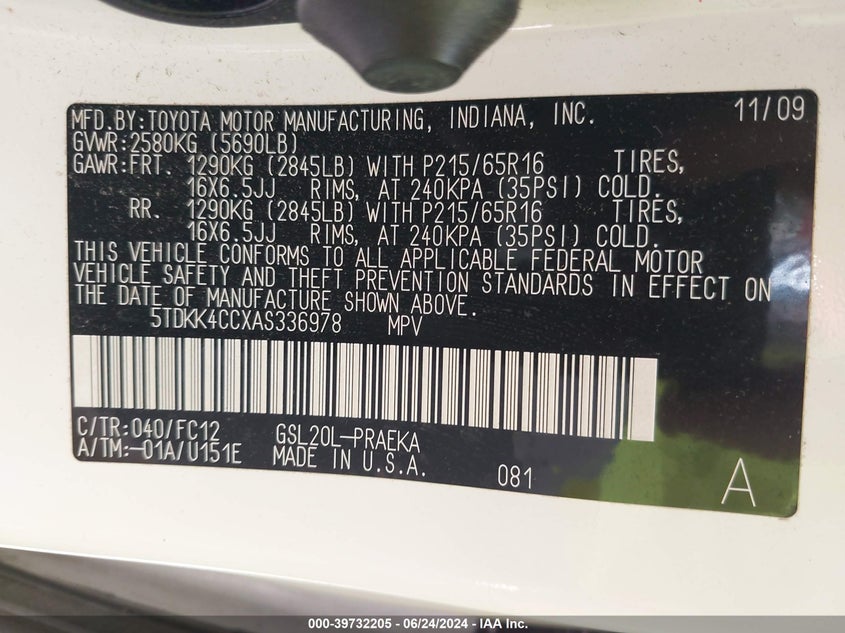 MFD.BY:TOYOTA MOTOR MANUFACTURING, INDIANA, INC. 11/09
GVWR:2580KG (5690LB)
GAWR:FRT. 1290KG (2845LB) WITH P215/65R16 TIRES,
16X6.5JJ RIMS, AT 240KPA (35PSI) COLD.
RR. 1290KG (2845LB) WITH P215/65R16 TIRES,
16X6.5JJ RIMS, AT 240KPA (35PSI) COLD.
THIS VEHICLE CONFORMS TO ALL APPLICABLE FEDERAL MOTOR
VEHICLE SAFETY AND THEFT PREVENTION STANDARDS IN EFFECT ON
THE DATE OF MANUFACTURE SHOWN ABOVE.
5TDKK4CCXAS336978 MPV
C/TR:040/FC12 GSL20L-PRAEKA
A/TM:-01A/U151E MADE IN U.S.A. 081 A
000-39732205 - 06/24/2024 - IAA Inc.